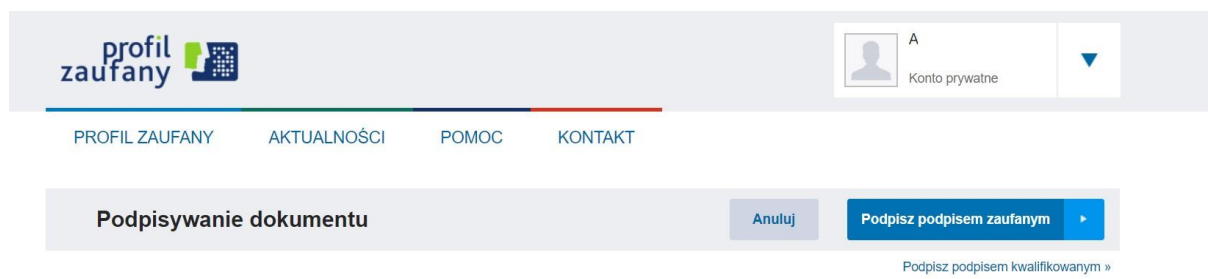 profil
zaufany
A
Konto prywatne
PROFIL ZAUFANY AKTUALNOŚCI POMOC KONTAKT
Podpisywanie dokumentu Anuluj Podpisz podpisem zaufanym
Podpisz podpisem kwalifikowanym »